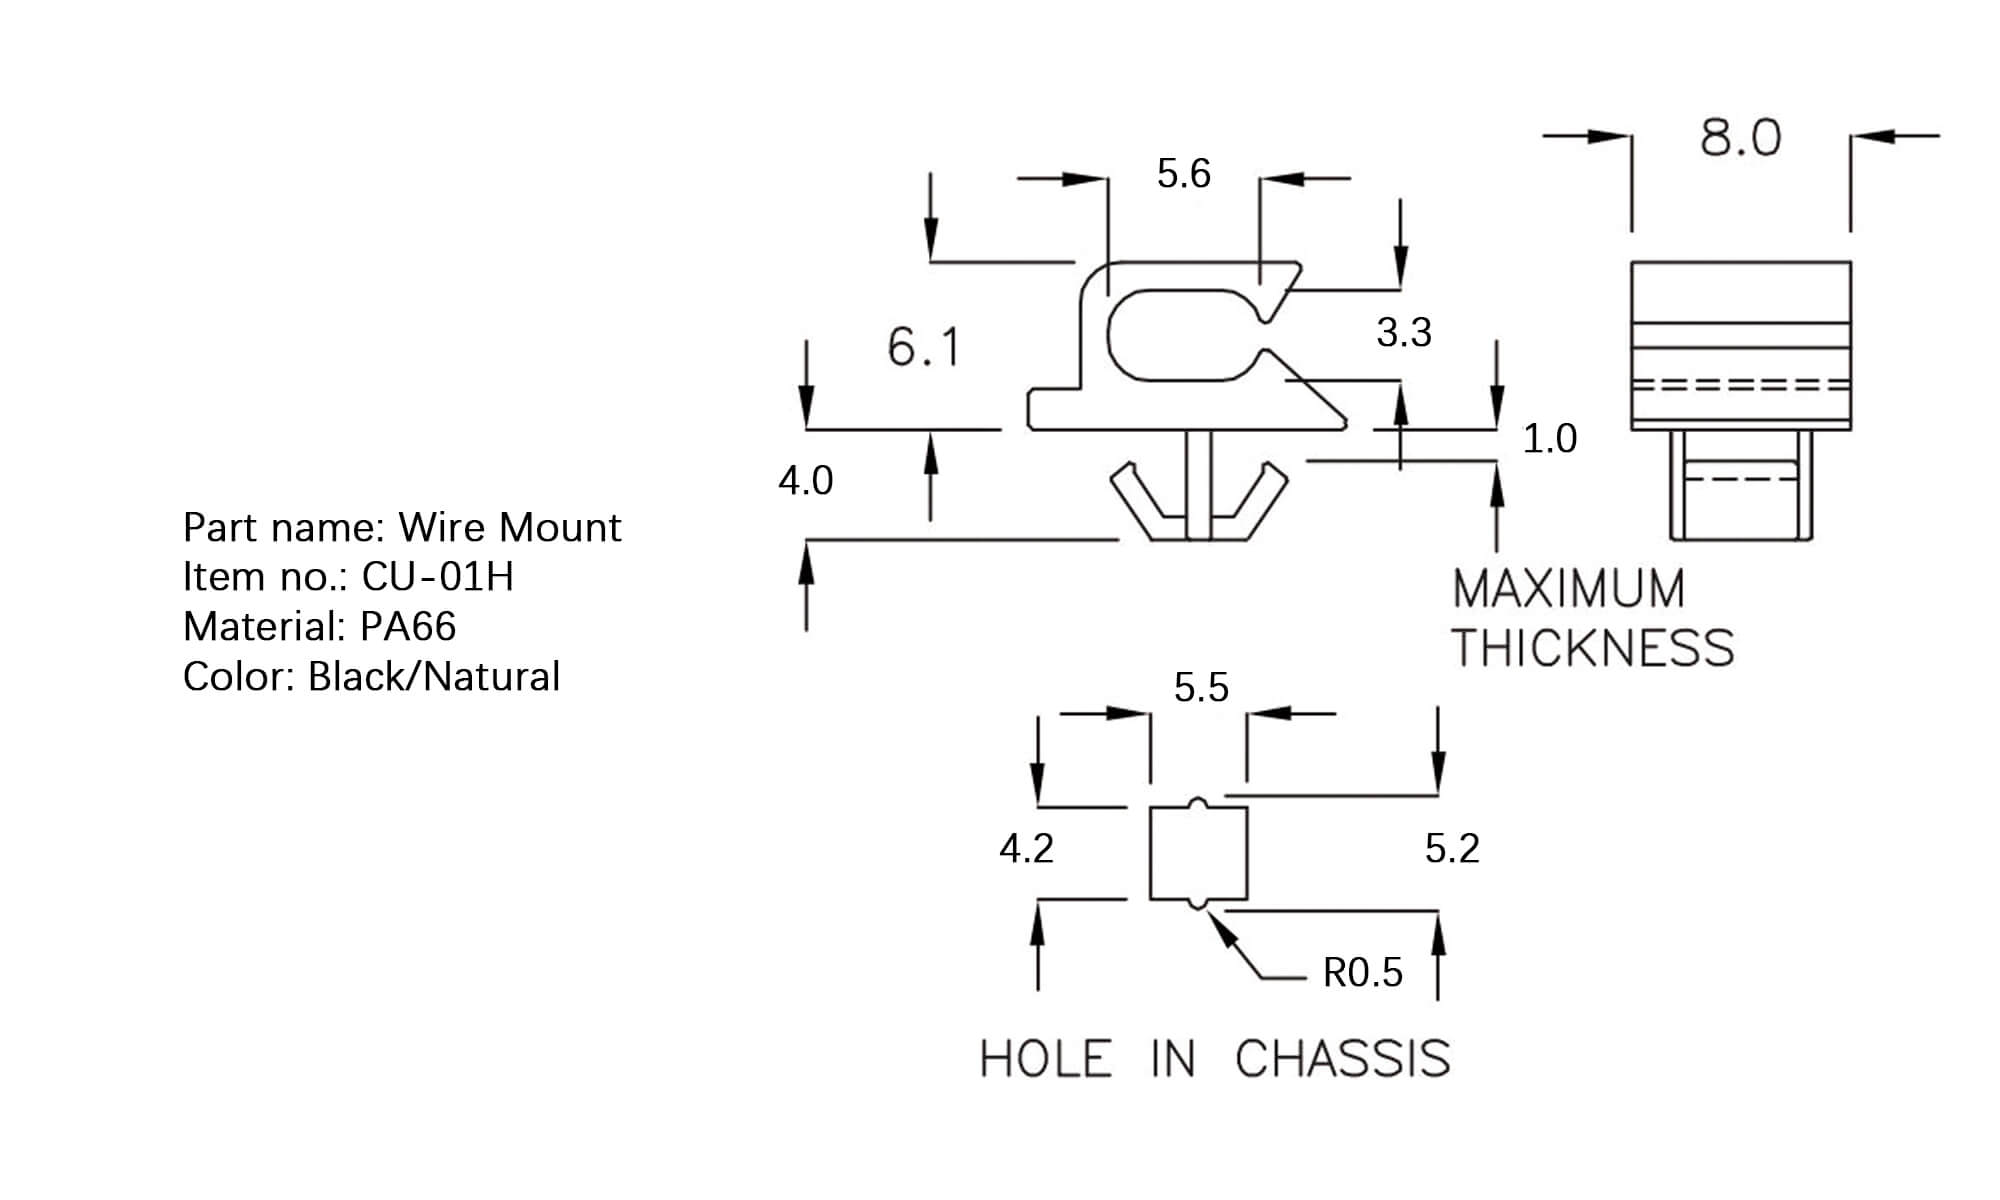 Part name: Wire Mount
Item no.: CU-01H
Material: PA66
Color: Black/Natural
8.0
5.6
3.3
6.1
1.0
4.0
MAXIMUM
THICKNESS
5.5
4.2
5.2
R0.5
HOLE IN CHASSIS